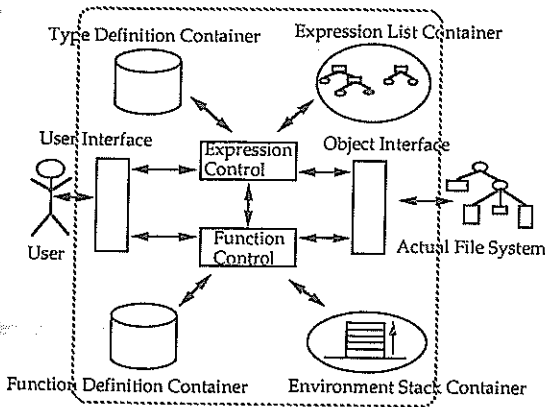 Type Definition Container
Expression List Container
User Interface
Expression
Control
Object Interface
User
Function
Control
Actual File System
Function Definition Container
Environment Stack Container